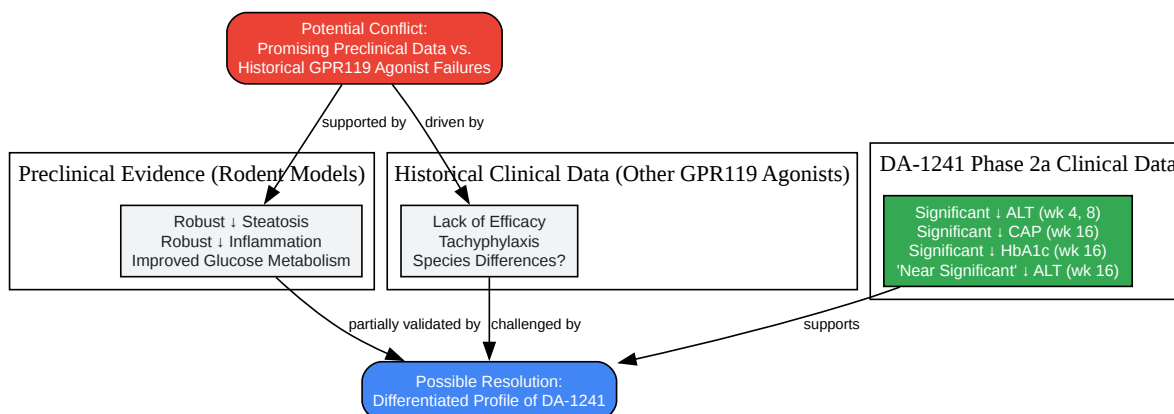 Potential Conflict:
Promising Preclinical Data vs.
Historical GPR119 Agonist Failures
supported by
driven by
Preclinical Evidence (Rodent Models)
Robust ↓ Steatosis
Robust ↓ Inflammation
Improved Glucose Metabolism
Historical Clinical Data (Other GPR119 Agonists)
Lack of Efficacy
Tachyphylaxis
Species Differences?
DA-1241 Phase 2a Clinical Data
Significant ↓ ALT (wk 4, 8)
Significant ↓ CAP (wk 16)
Significant ↓ HbA1c (wk 16)
'Near Significant' ↓ ALT (wk 16)
partially validated by
challenged by
supports
Possible Resolution:
Differentiated Profile of DA-1241